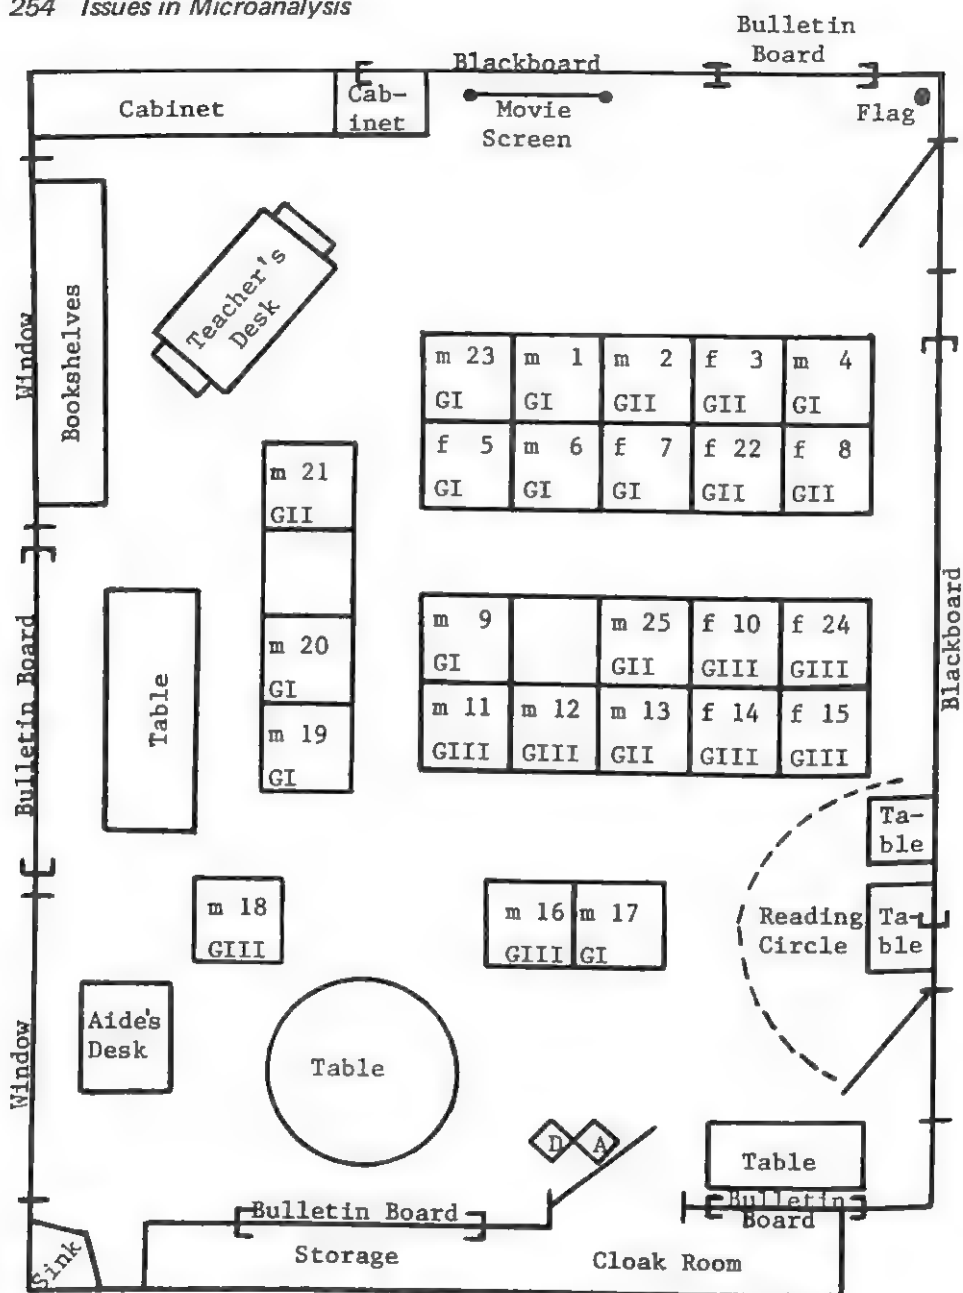 254 Issues in Microanalysis
Bulletin
Board
Blackboard
Cabinet
Cab-
inet
Movie
Screen
Flag
Window
Bookshelves
Teacher's
Desk
m 23 m 1 m 2 f 3 m 4
GI GI GII GII GI
f 5 m 6 f 7 f 22 f 8
GI GI GI GII GII
m 21
GII
m 20
GI
m 19
GI
Bulletin Board
Table
m 9 m 25 f 10 f 24
GI GII GIII GIII
m 11 m 12 m 13 f 14 f 15
GIII GIII GII GIII GIII
Blackboard
Ta-
ble
Reading
Circle
Ta-
ble
m 18
GIII
m 16 m 17
GIII GI
Window
Aide's
Desk
Table
D A
Table
Bulletin
Board
Bulletin Board
Storage
Cloak Room
Sink